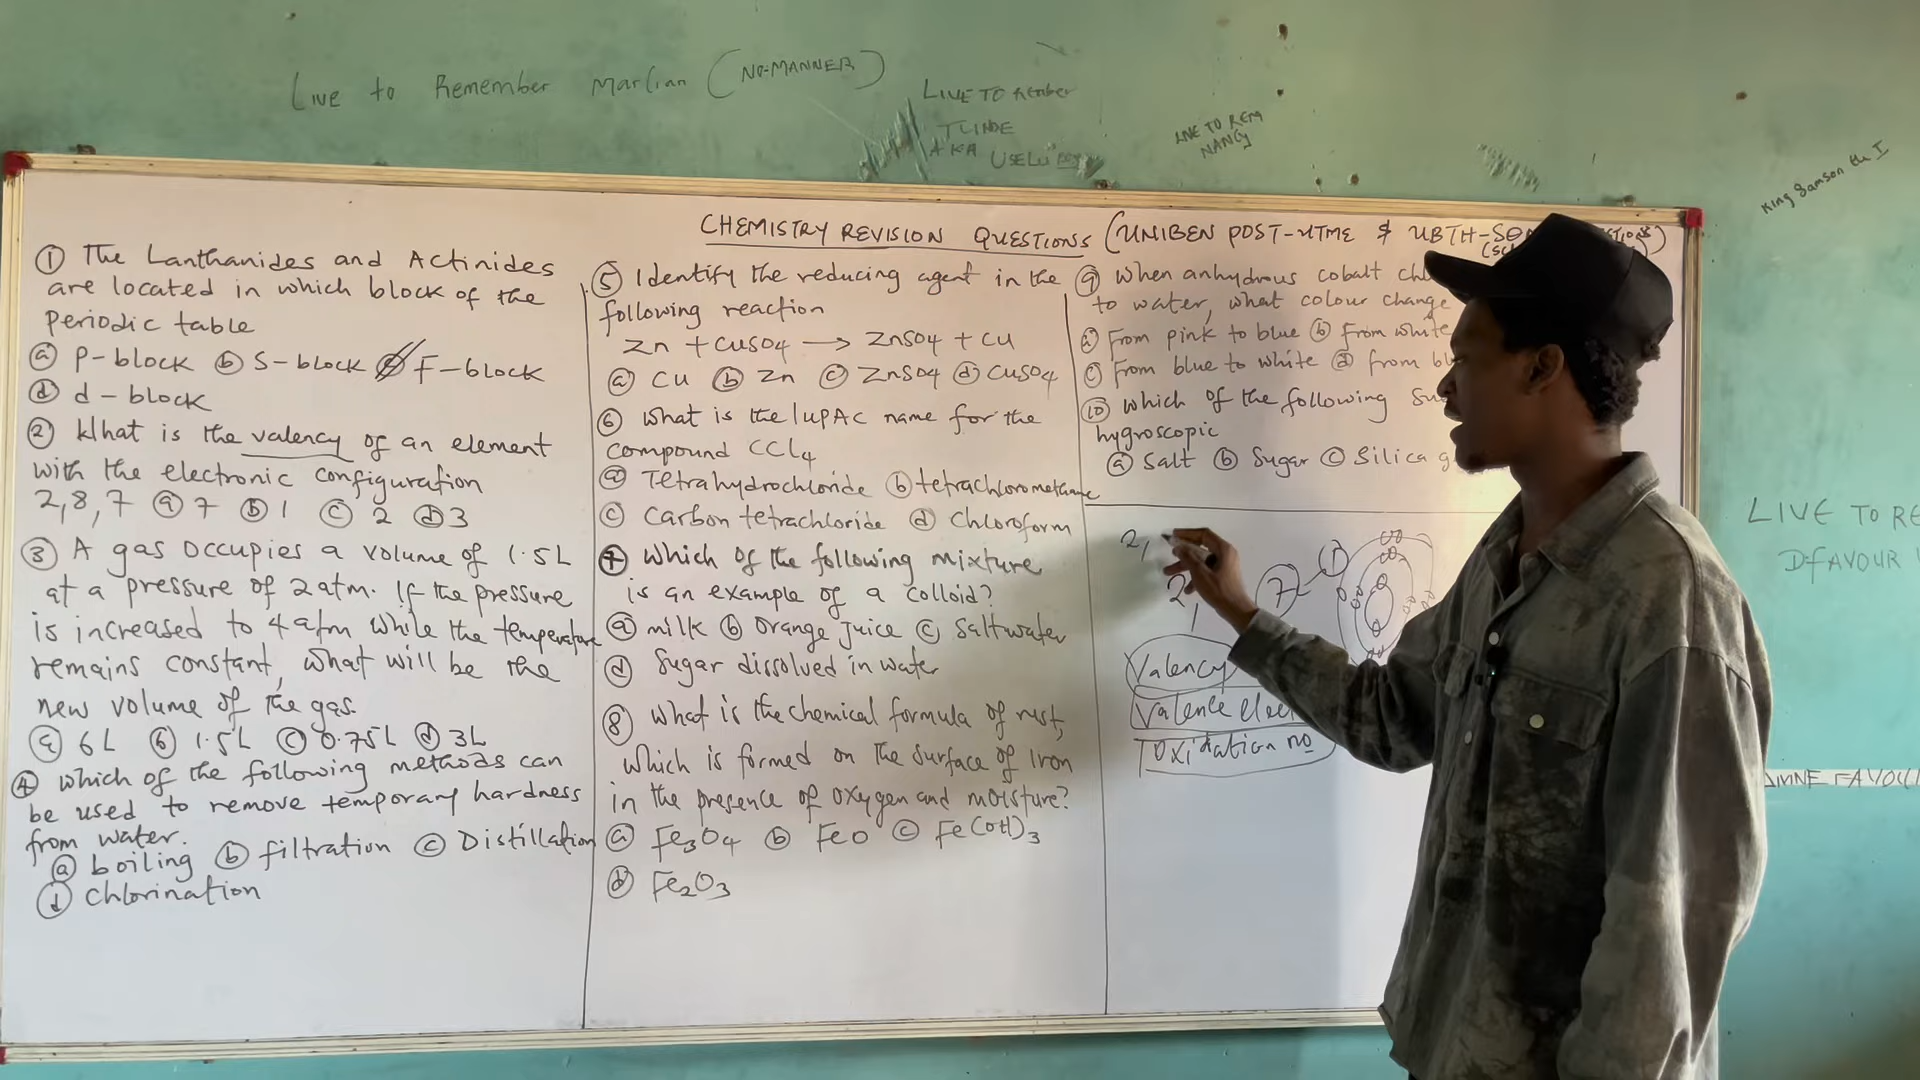 LIVE to Remember Marlian (NO-MANNER)
LIVE TO
TLINDE
AKA USELU
LIVE TO REM
NANCY
King Samson the I
CHEMISTRY REVISION QUESTIONS (UNIBEN POST-UTME & UBTH-SO
① The Lanthanides and Actinides
are located in which block of the
periodic table
ⓐ P-block ⓑ S-block ⓒ F-block
ⓓ d-block
② What is the valency of an element
with the electronic configuration
2,8,7 ⓐ 7 ⓑ 1 ⓒ 2 ⓓ 3
③ A gas occupies a volume of 1.5L
at a pressure of 2atm. If the pressure
is increased to 4atm while the temperature
remains constant, what will be the
new volume of the gas.
ⓐ 6L ⓑ 1.5L ⓒ 0.75L ⓓ 3L
④ which of the following methods can
be used to remove temporary hardness
from water.
ⓐ boiling ⓑ filtration ⓒ Distillation
ⓓ Chlorination
⑤ Identify the reducing agent in the
following reaction
Zn + CuSO4 → ZnSO4 + Cu
ⓐ Cu ⓑ Zn ⓒ ZnSO4 ⓓ CuSO4
⑥ What is the IUPAC name for the
compound CCl4
ⓐ Tetrahydrochloride ⓑ tetrachloromethane
ⓒ Carbon tetrachloride ⓓ Chloroform
⑦ Which of the following mixture
is an example of a colloid?
ⓐ milk ⓑ Orange juice ⓒ Saltwater
ⓓ Sugar dissolved in water
⑧ What is the chemical formula of rust,
which is formed on the surface of Iron
in the presence of oxygen and moisture?
ⓐ Fe3O4 ⓑ FeO ⓒ Fe(OH)3
ⓓ Fe2O3
⑨ When anhydrous cobalt
to water, what colour change
ⓐ From pink to blue ⓑ from white
ⓒ From blue to white ⓓ from
⑩ which of the following
hygroscopic
ⓐ Salt ⓑ Sugar ⓒ Silica
2,
2,
7 1
Valency
Valence
Oxidation no
LIVE TO RE
DFAVOUR